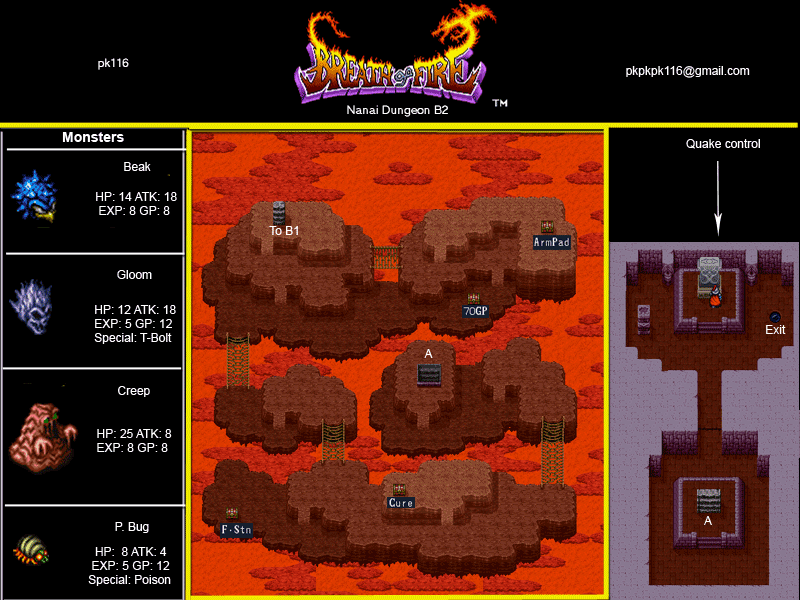 pk116
BREATH OF FIRE
TM
pkpkpk116@gmail.com
Nanai Dungeon B2
Monsters
Beak
HP: 14 ATK: 18
EXP: 8 GP: 8
Gloom
HP: 12 ATK: 18
EXP: 5 GP: 12
Special: T-Bolt
Creep
HP: 25 ATK: 8
EXP: 8 GP: 8
P. Bug
HP: 8 ATK: 4
EXP: 5 GP: 12
Special: Poison
To B1
ArmPad
70GP
A
Cure
F.Stn
Quake control
Exit
A